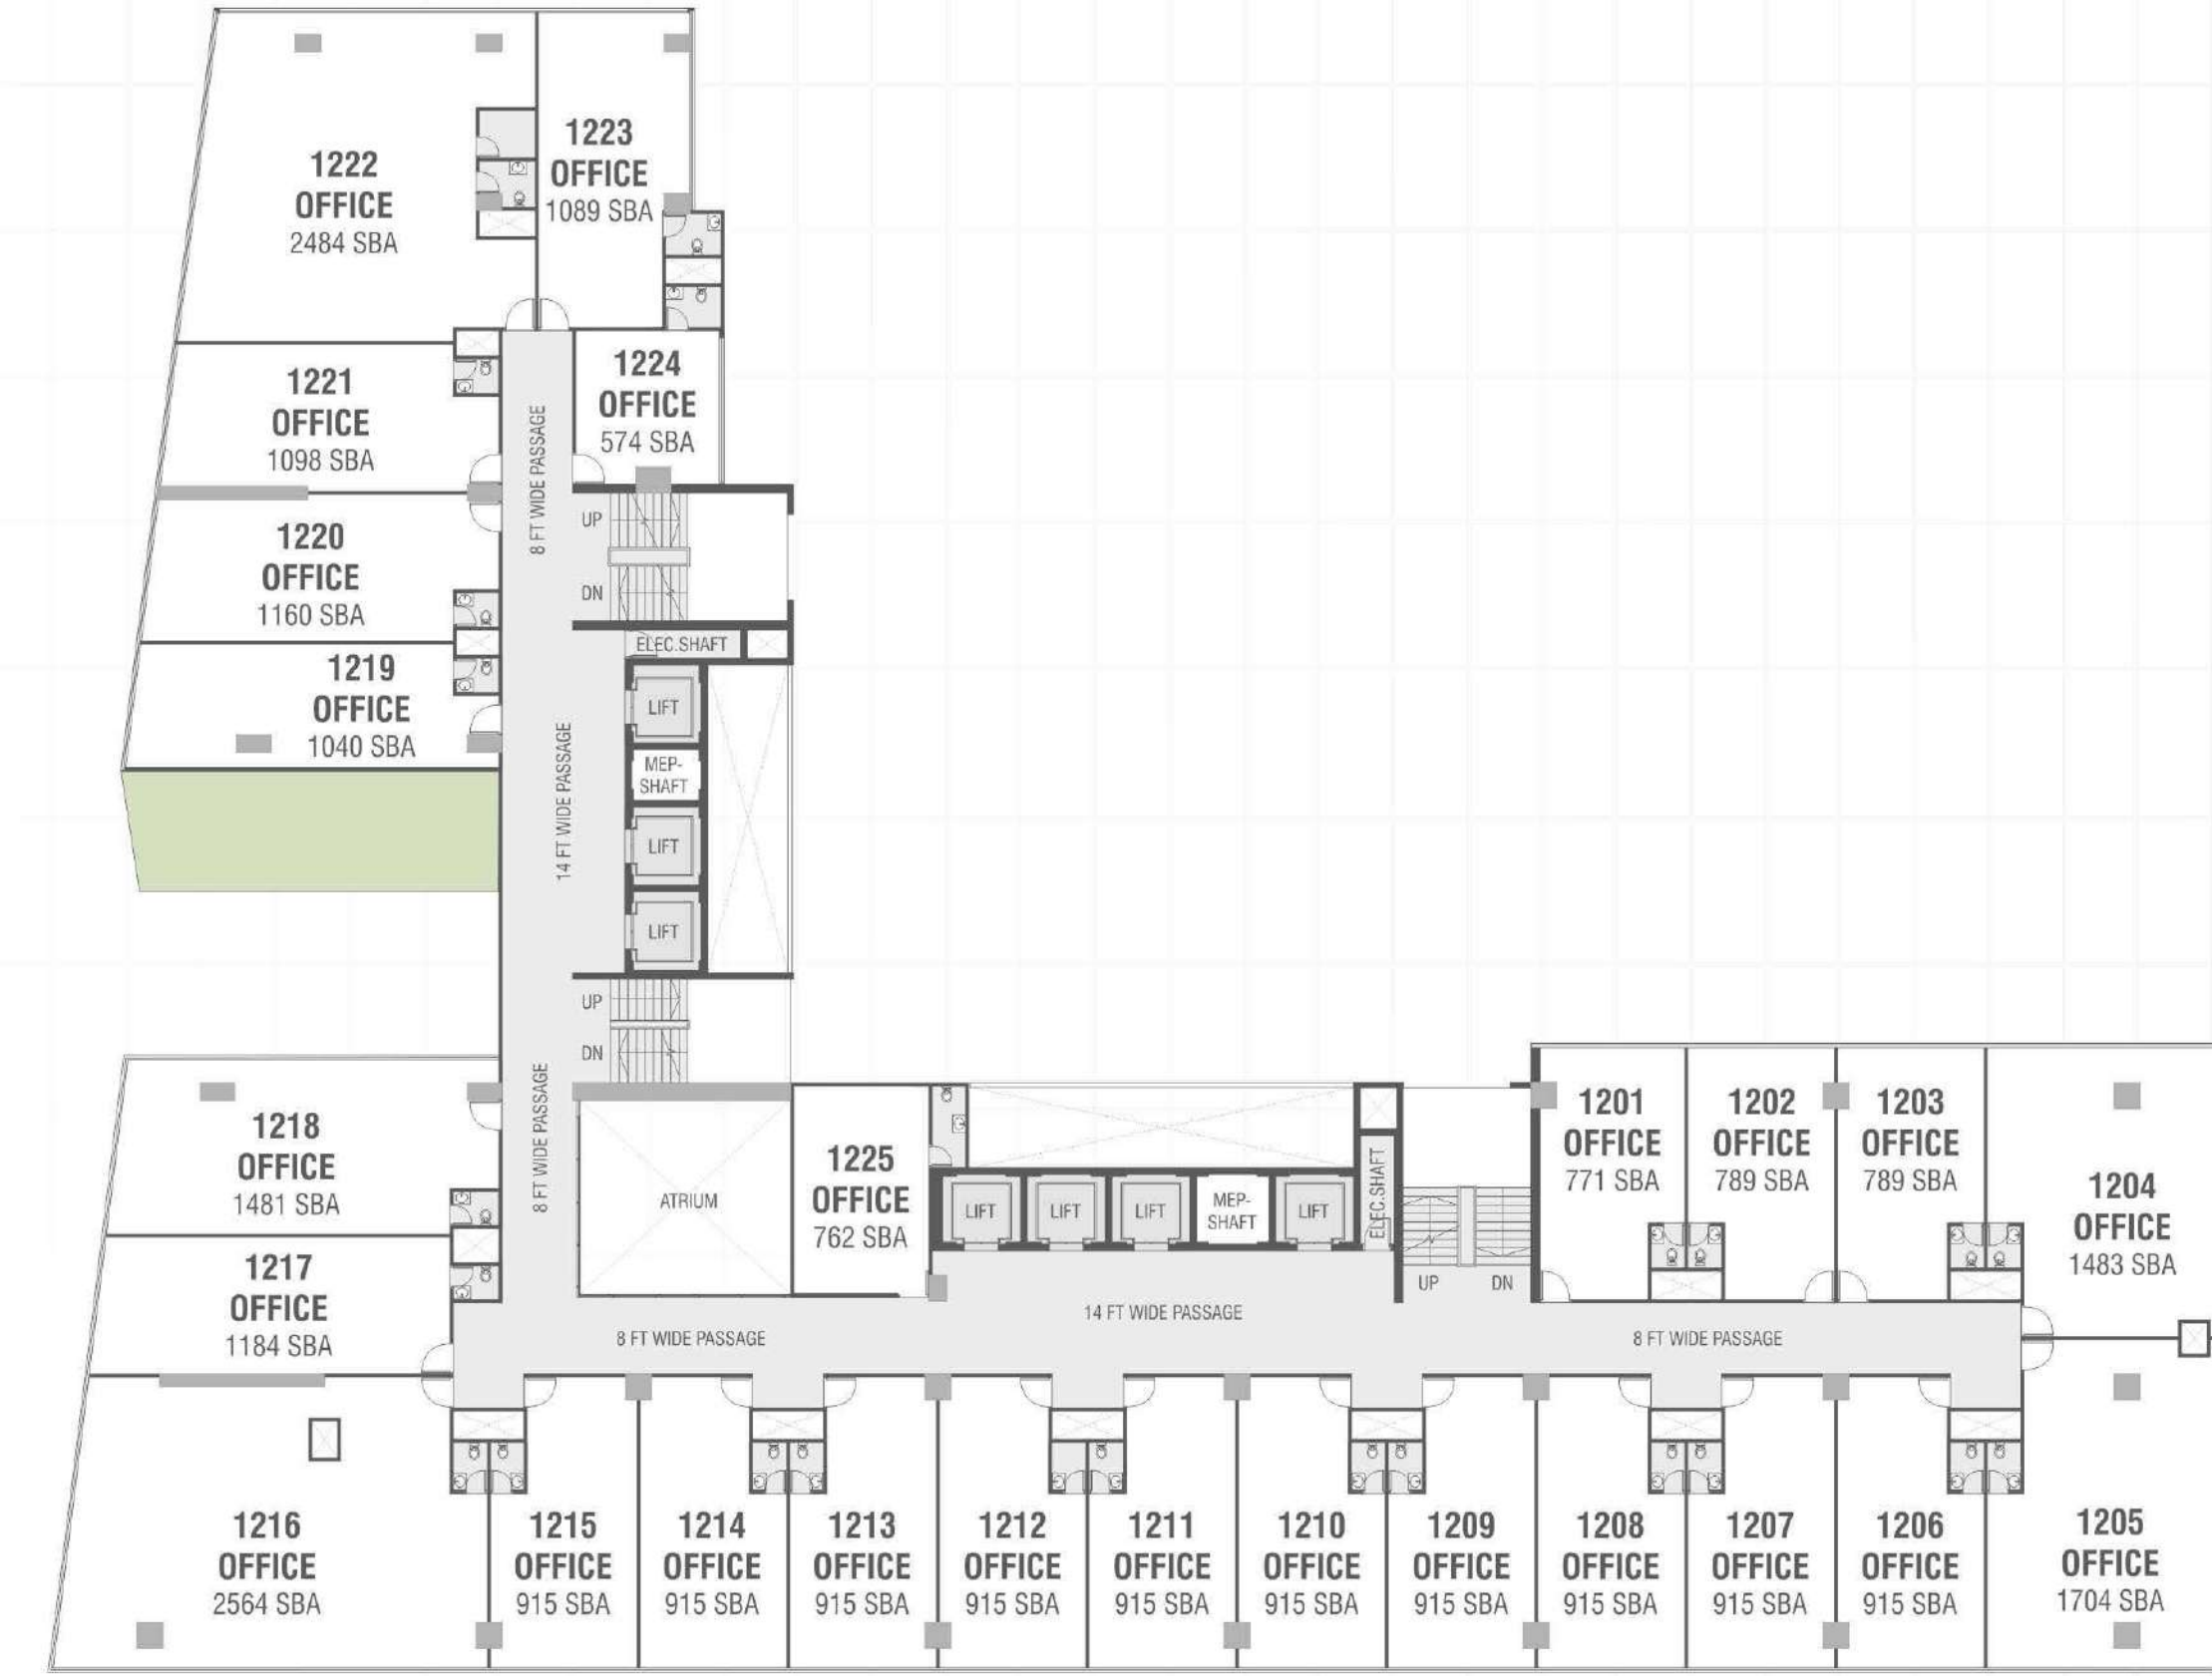 1222
OFFICE
2484 SBA
1223
OFFICE
1089 SBA
1221
OFFICE
1098 SBA
8 FT WIDE PASSAGE
1224
OFFICE
574 SBA
1220
OFFICE
1160 SBA
UP
DN
ELEC.SHAFT
1219
OFFICE
1040 SBA
14 FT WIDE PASSAGE
LIFT
MEP-
SHAFT
LIFT
LIFT
UP
DN
8 FT WIDE PASSAGE
1218
OFFICE
1481 SBA
1217
OFFICE
1184 SBA
ATRIUM
1225
OFFICE
762 SBA
LIFT
LIFT
LIFT
MEP-
SHAFT
LIFT
ELEC.SHAFT
UP
DN
1201
OFFICE
771 SBA
1202
OFFICE
789 SBA
1203
OFFICE
789 SBA
1204
OFFICE
1483 SBA
8 FT WIDE PASSAGE
14 FT WIDE PASSAGE
8 FT WIDE PASSAGE
1216
OFFICE
2564 SBA
1215
OFFICE
915 SBA
1214
OFFICE
915 SBA
1213
OFFICE
915 SBA
1212
OFFICE
915 SBA
1211
OFFICE
915 SBA
1210
OFFICE
915 SBA
1209
OFFICE
915 SBA
1208
OFFICE
915 SBA
1207
OFFICE
915 SBA
1206
OFFICE
915 SBA
1205
OFFICE
1704 SBA